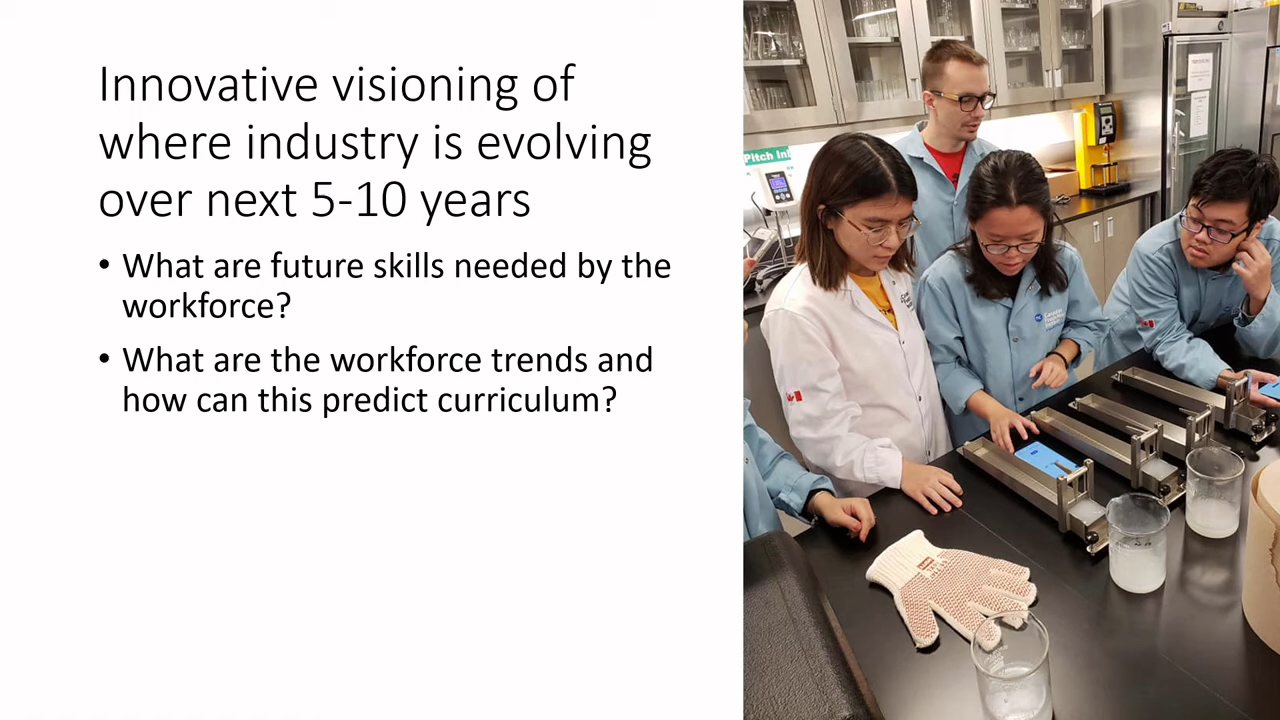 Innovative visioning of
where industry is evolving
over next 5-10 years
• What are future skills needed by the
workforce?
• What are the workforce trends and
how can this predict curriculum?
Pitch In!